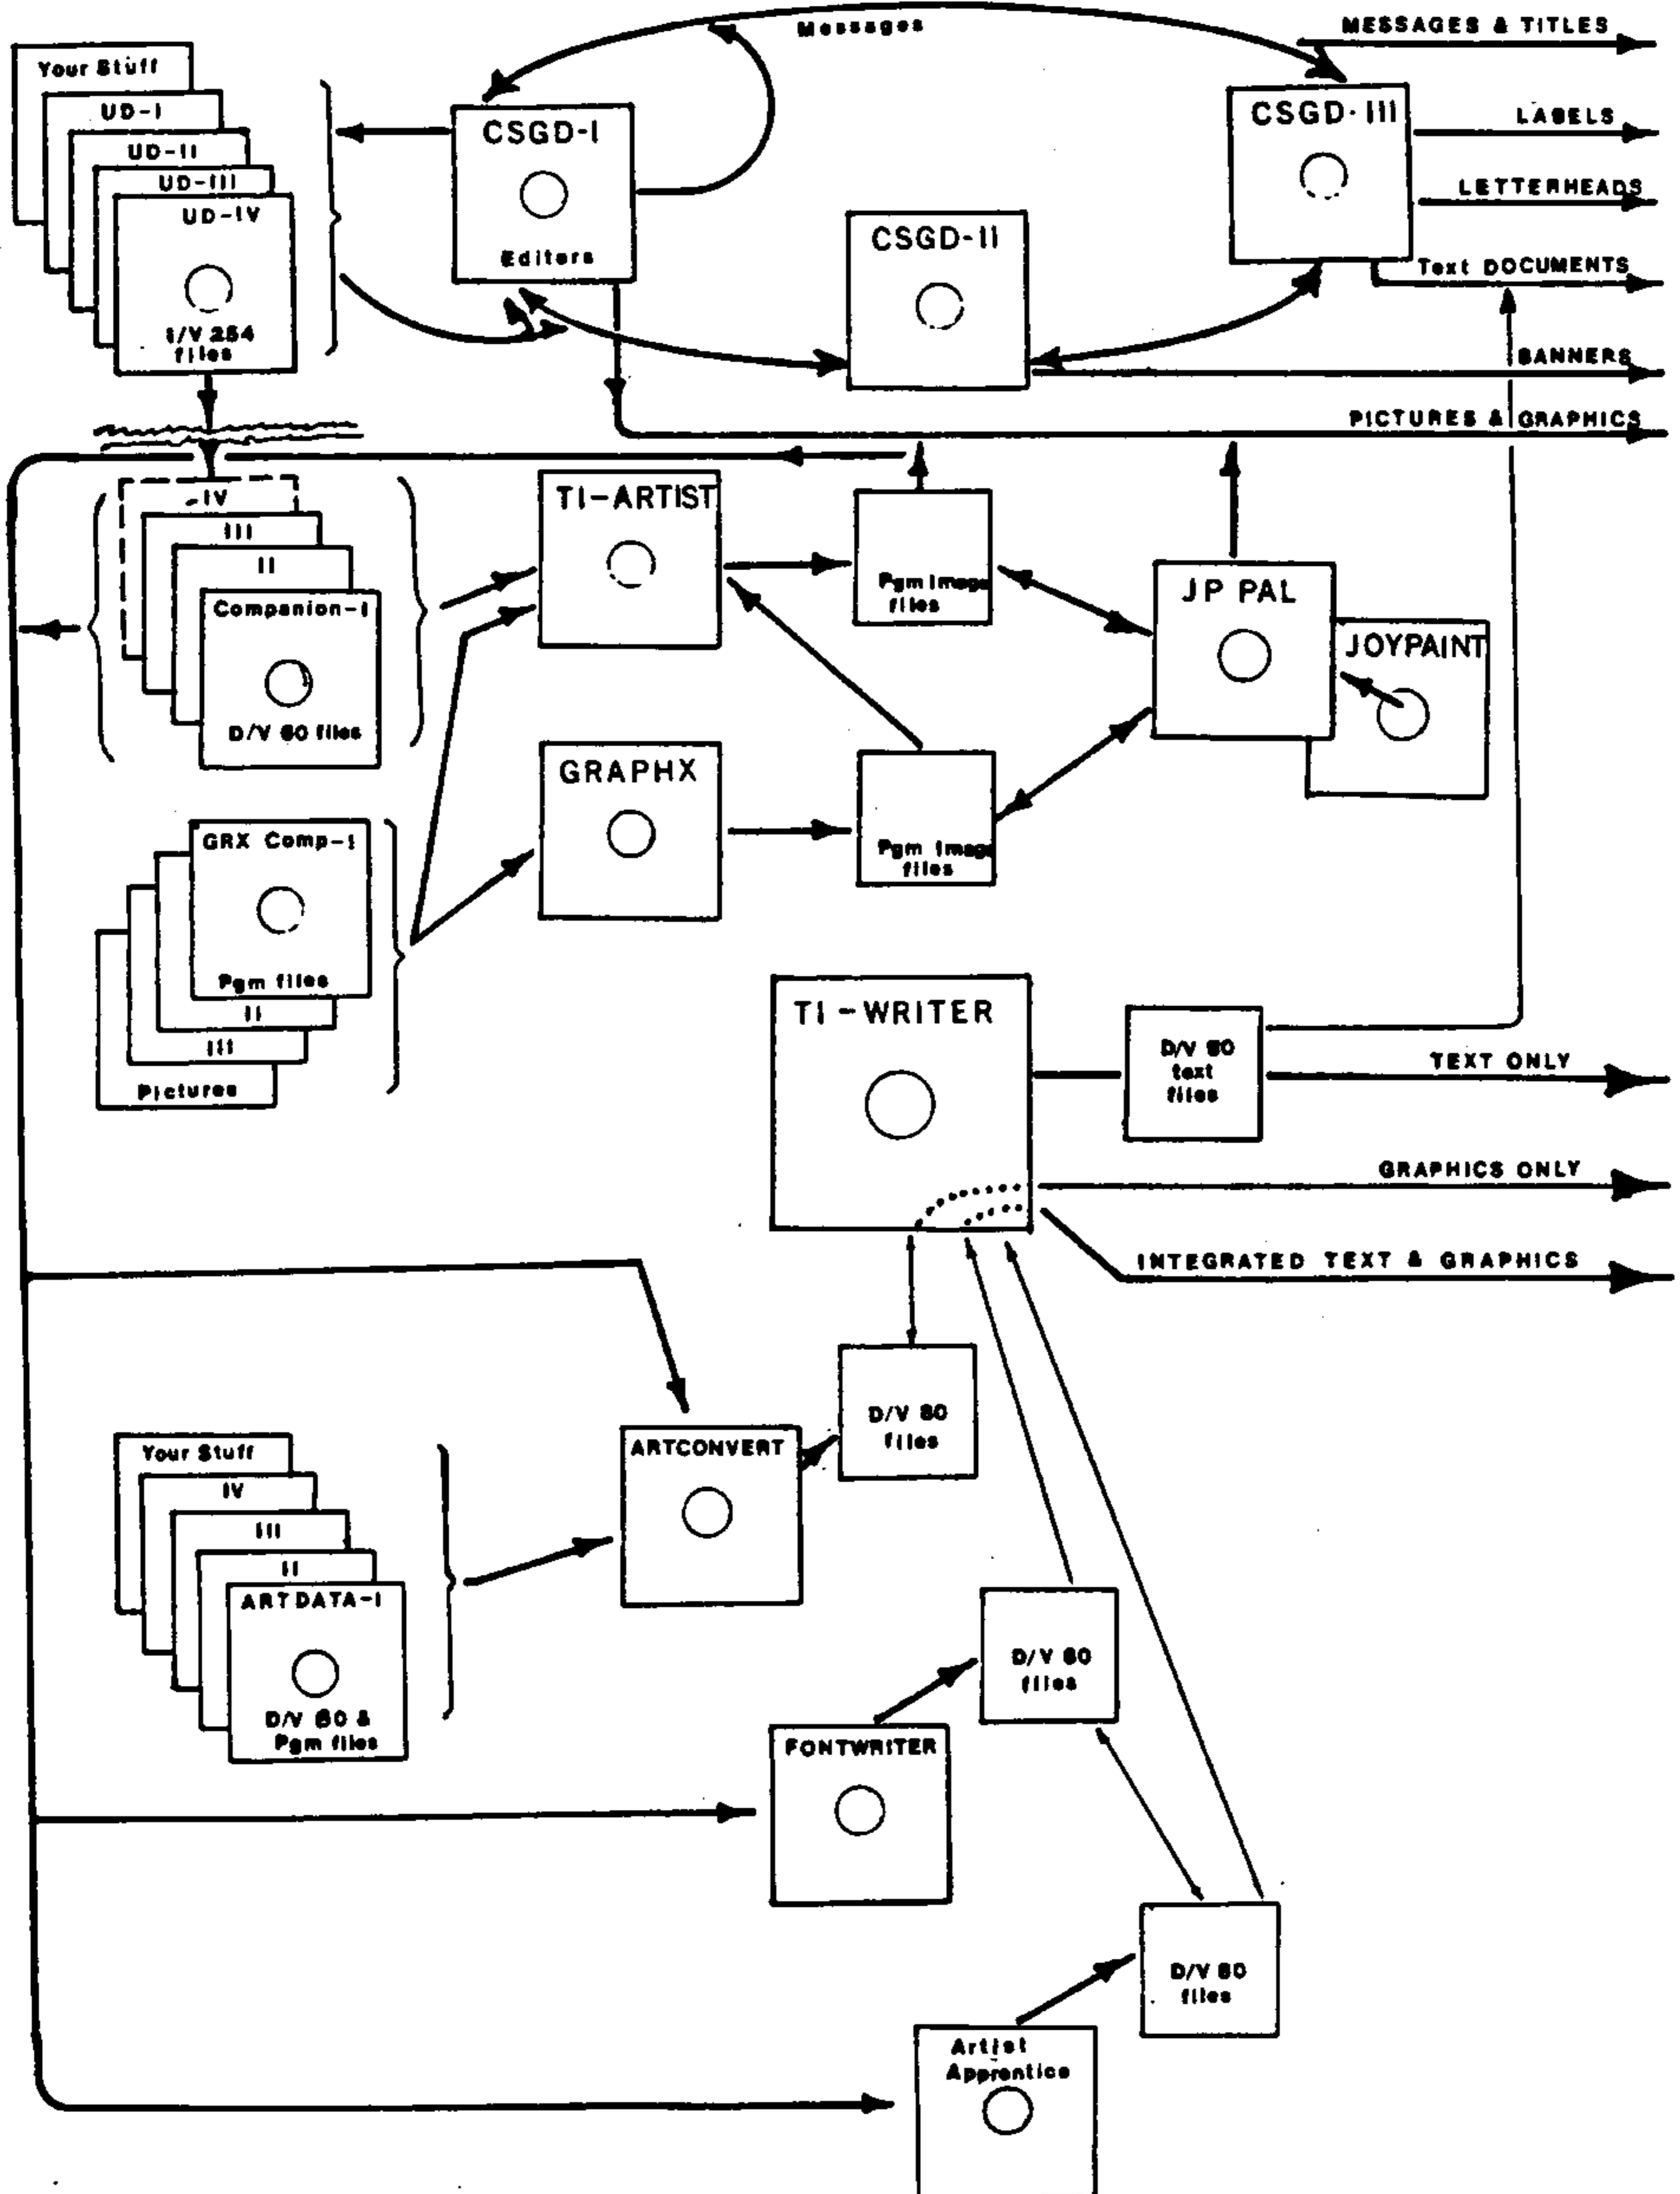 Messages
MESSAGES & TITLES
Your Stuff
UD-I
UD-II
UD-III
UD-IV
I/V 254
files
CSGD-I
Editors
CSGD-II
CSGD-III
LABELS
LETTERHEADS
Text DOCUMENTS
BANNERS
PICTURES & GRAPHICS
IV
III
II
Companion-I
D/V 80 files
TI-ARTIST
Pgm Image
files
JP PAL
JOYPAINT
GRAPHX
Pgm Image
files
GRX Comp-I
Pgm files
II
III
Pictures
TI-WRITER
D/V 80
text
files
TEXT ONLY
GRAPHICS ONLY
INTEGRATED TEXT & GRAPHICS
D/V 80
files
ARTCONVERT
Your Stuff
IV
III
II
ARTDATA-I
D/V 80 &
Pgm files
D/V 80
files
FONTWRITER
D/V 80
files
Artist
Apprentice